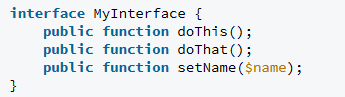 interface MyInterface {
    public function doThis();
    public function doThat();
    public function setName($name);
}